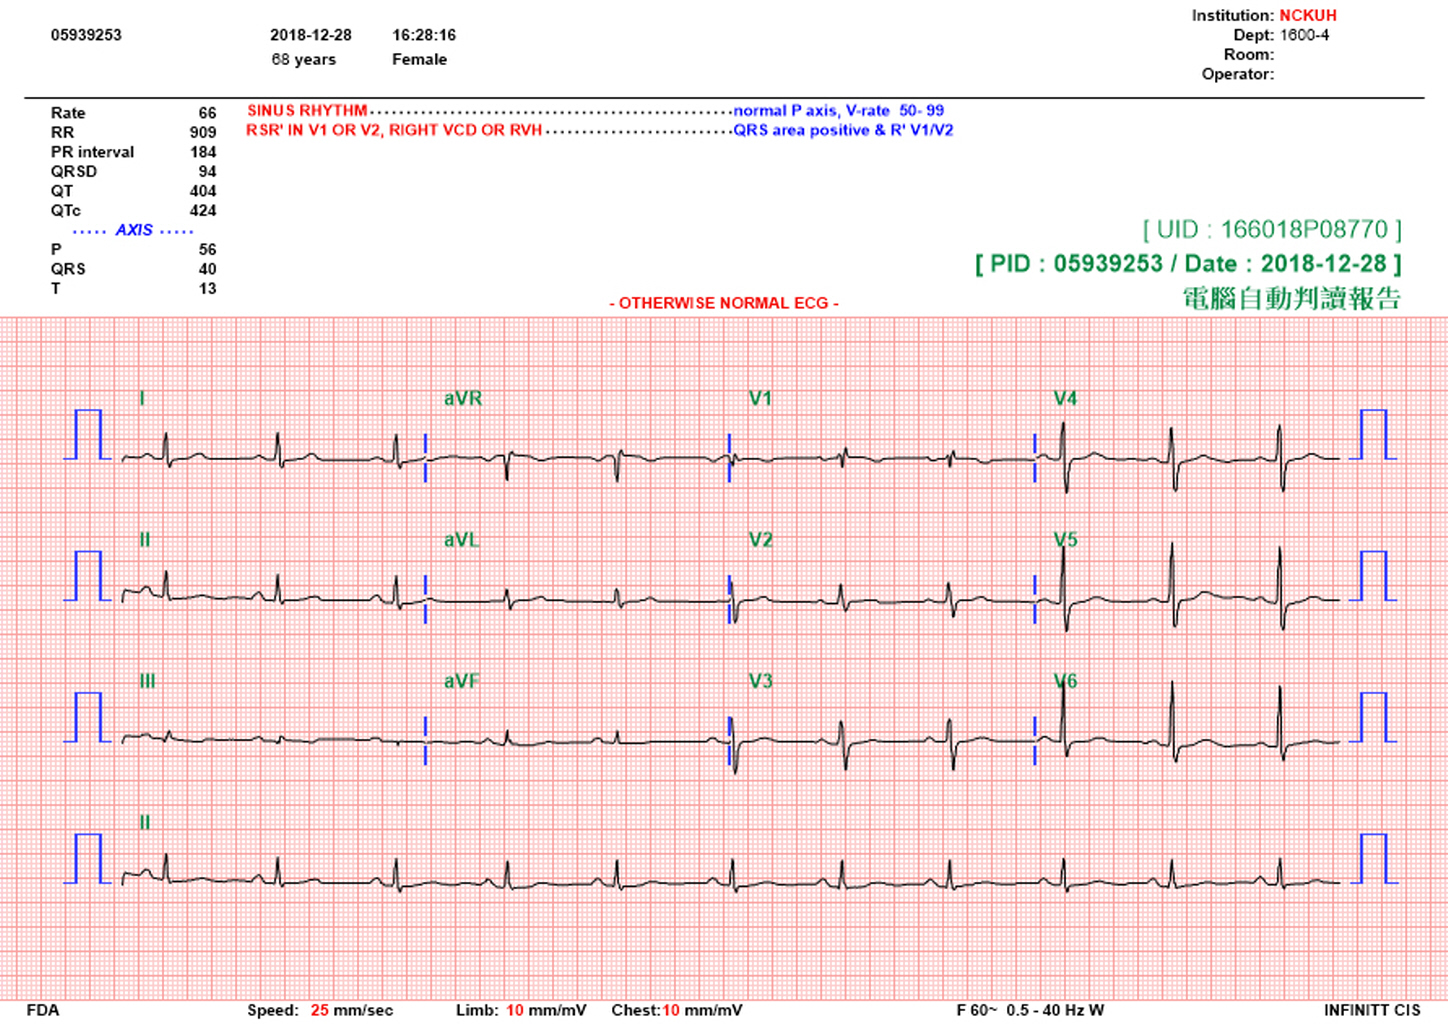 Institution: NCKUH
05939253 2018-12-28 16:28:16 Dept: 1600-4
Room:
68 years Female
Operator:
Rate 66 SINUS RHYTHM normal P axis, V-rate 50- 99
RR 909 RSR' IN V1 OR V2, RIGHT VCD OR RVH QRS area positive & R' V1/V2
PR interval 184
QRSD 94
QT 404
QTc 424
····· AXIS ·····
P 56
QRS 40
T 13
[ UID : 166018P08770 ]
[ PID : 05939253 / Date : 2018-12-28 ]
電腦自動判讀報告
- OTHERWISE NORMAL ECG -
I aVR V1 V4
II aVL V2 V5
III aVF V3 V6
II
FDA Speed: 25 mm/sec Limb: 10 mm/mV Chest:10 mm/mV F 60~ 0.5 - 40 Hz W INFINITT CIS